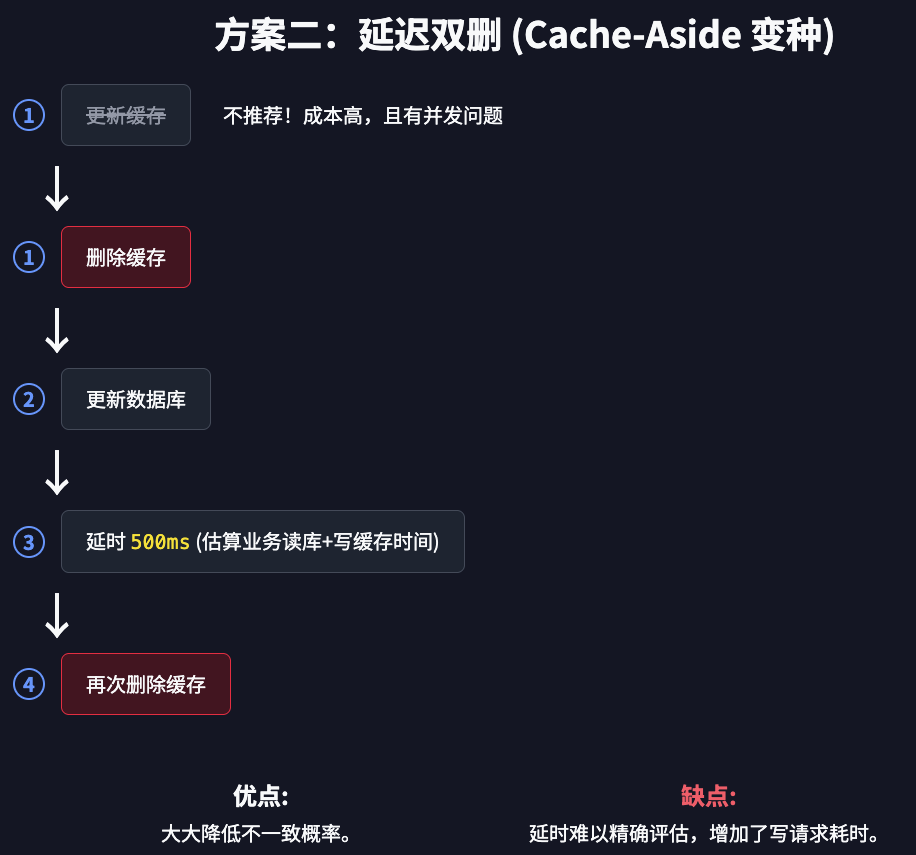 方案二：延迟双删 (Cache-Aside 变种)
① 更新缓存 不推荐！成本高，且有并发问题
① 删除缓存
② 更新数据库
③ 延时 500ms (估算业务读库+写缓存时间)
④ 再次删除缓存
优点: 缺点:
大大降低不一致概率。 延时难以精确评估，增加了写请求耗时。